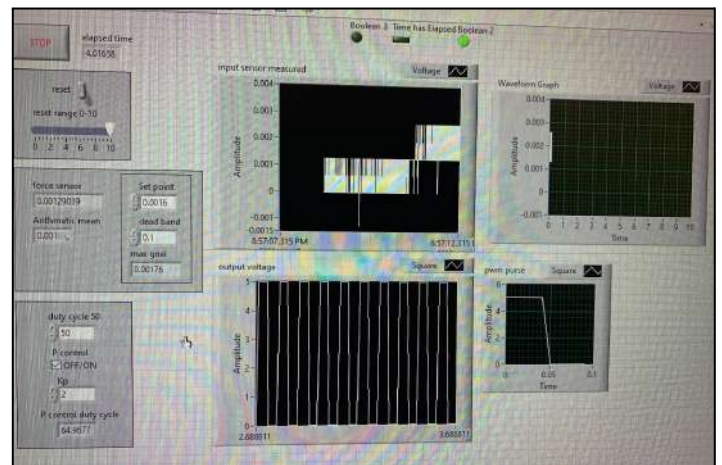 Boolean 3 Time has Elapsed Boolean 2
STOP
elapsed time
4.01658
reset
reset range 0-10
0 2 4 6 8 10
force sensor
0.00129039
Arithmatic mean
0.001
Set point
0.0016
dead band
0.1
max goal
0.00176
duty cycle 50
50
P control
OFF/ON
Kp
2
P control duty cycle
64.9677
input sensor measured
Voltage
Amplitude
0.004
0.003
0.002
0.001
0
-0.001
-0.0015
8:57:07.315 PM
8:57:12.315
Waveform Graph
Voltage
Amplitude
0.004
0.003
0.002
0.001
0
-0.001
0 1 2 3 4 5 6 7 8 9 10
Time
output voltage
Square
Amplitude
5
4
3
2
1
0
2.688811
3.688811
pwm purse
Square
Amplitude
6
4
2
0
0 0.05 0.1
Time